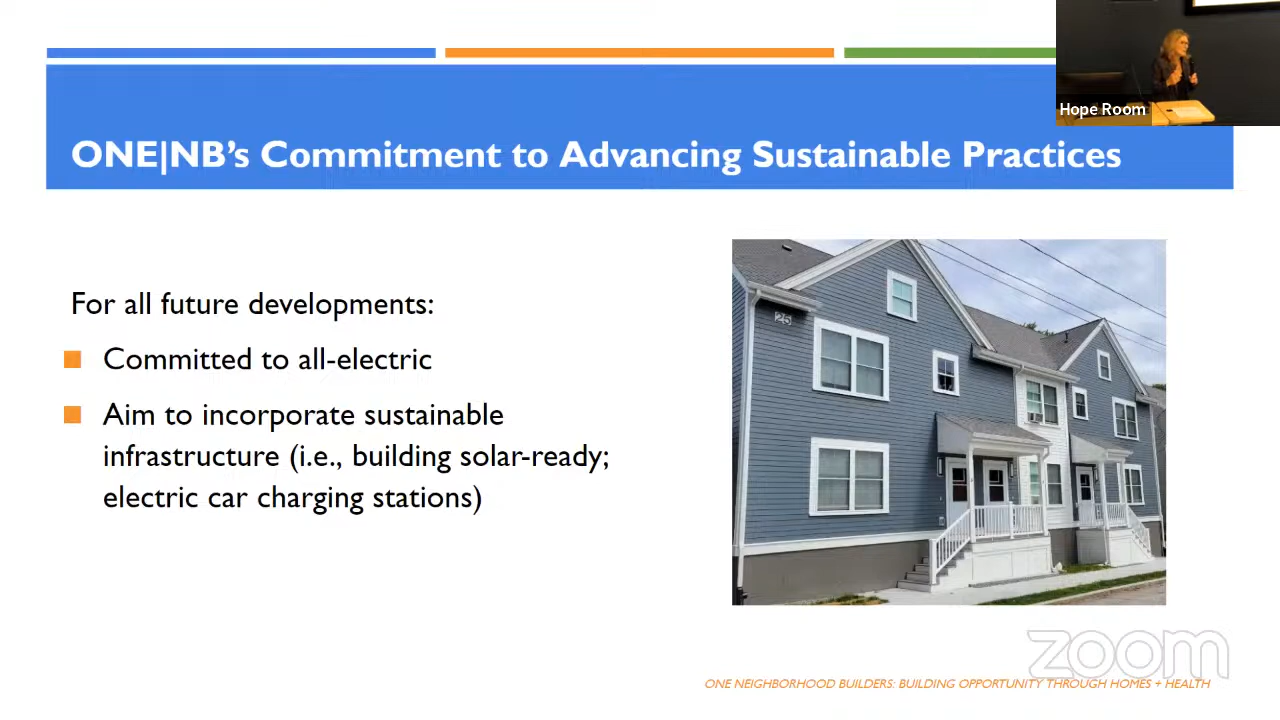 Hope Room
ONE|NB’s Commitment to Advancing Sustainable Practices
For all future developments:
Committed to all-electric
Aim to incorporate sustainable
infrastructure (i.e., building solar-ready;
electric car charging stations)
25
zoom
ONE NEIGHBORHOOD BUILDERS: BUILDING OPPORTUNITY THROUGH HOMES + HEALTH